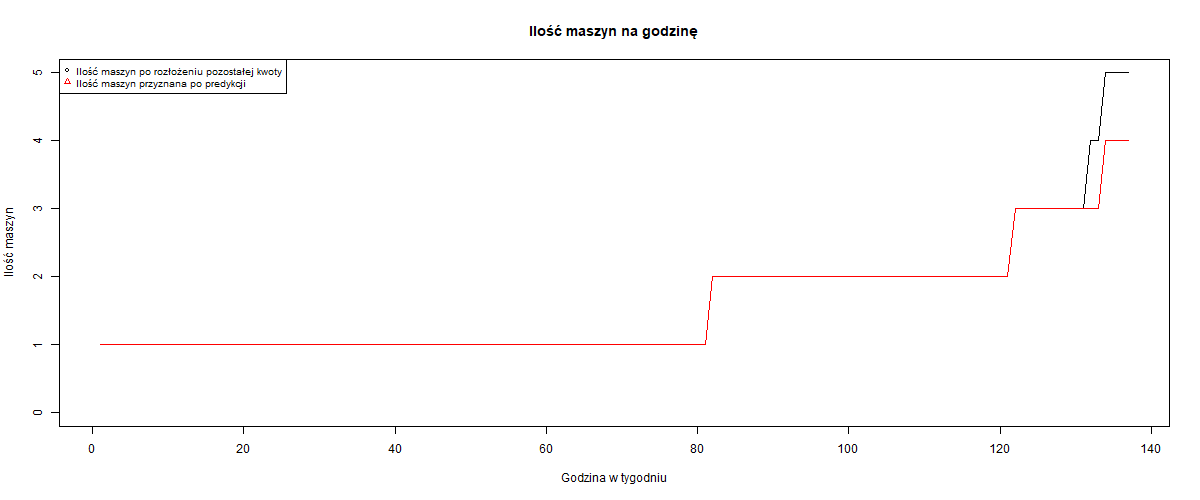 Ilość maszyn na godzinę
Ilość maszyn po rozłożeniu pozostałej kwoty
Ilość maszyn przyznana po predykcji
5
4
3
2
1
0
Ilość maszyn
0 20 40 60 80 100 120 140
Godzina w tygodniu